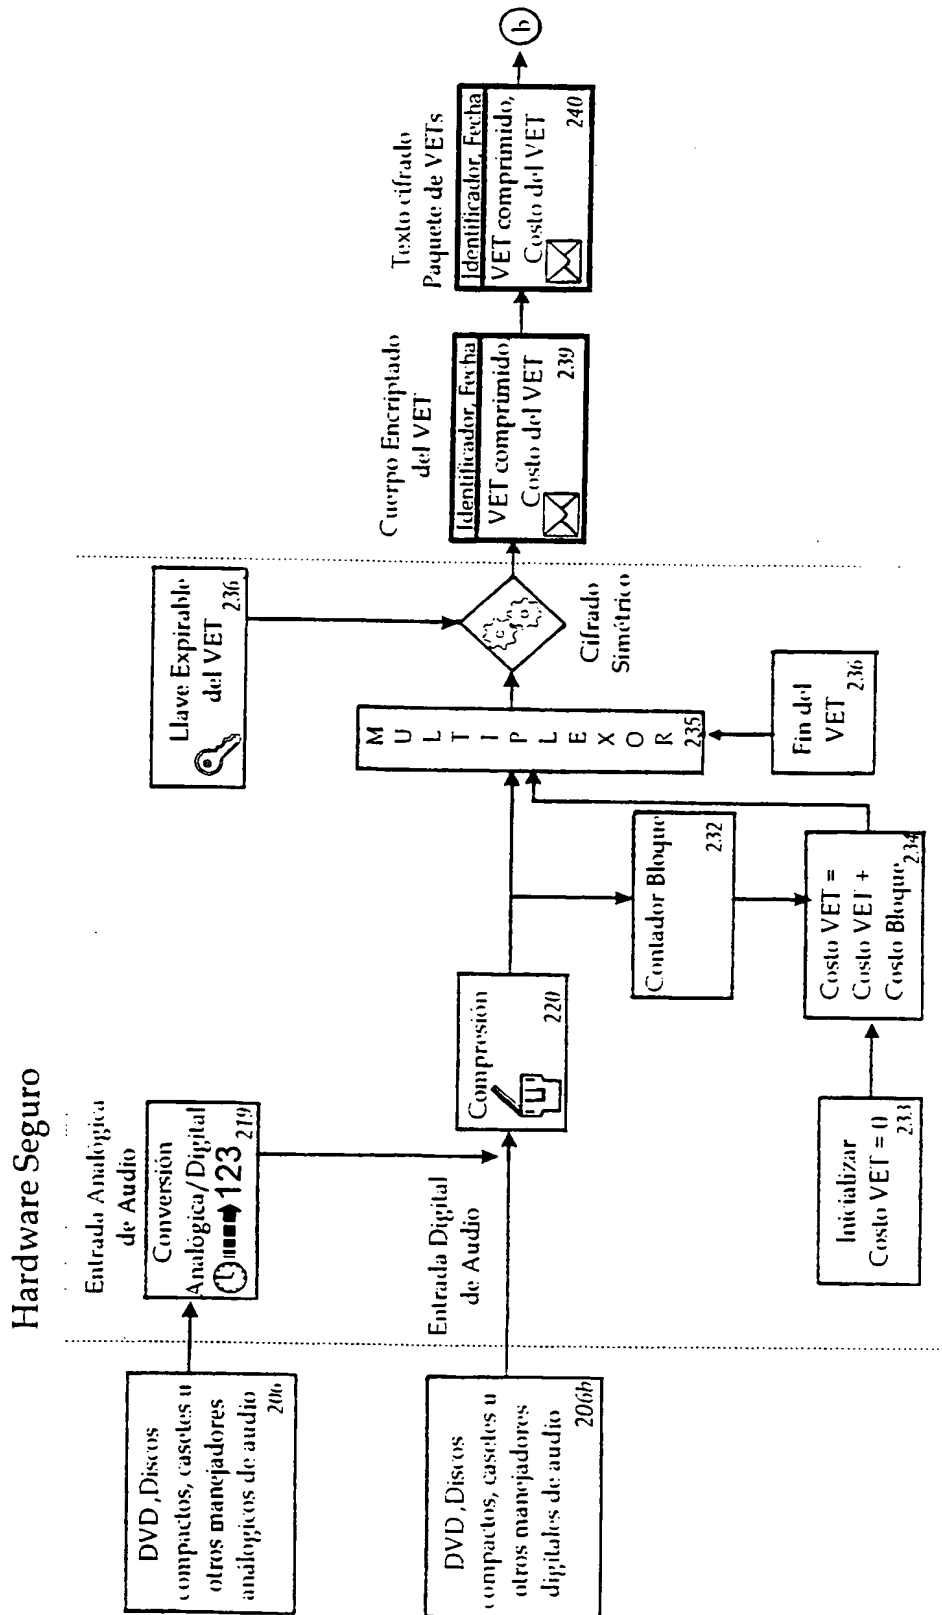 Hardware Seguro
DVD ,Discos
compactos, casetes u
otros manejadores
análogicos de audio
206
Entrada Analógica
de Audio
Conversión
Analógica/Digital
123
219
DVD ,Discos
compactos, casetes u
otros manejadores
digitales de audio
206b
Entrada Digital
de Audio
Compresión
220
Inicializar
Costo VET = 0
233
Contador Bloque
232
Costo VET =
Costo VET +
Costo Bloque
234
MULTIPLEXOR
235
Fin del
VET
236
Llave Expirable
del VET
236
Cifrado
Simétrico
Cuerpo Encriptado
del VET
Identificador, Fecha
VET comprimido,
Costo del VET
239
Texto cifrado
Paquete de VETs
Identificador, Fecha
VET comprimido,
Costo del VET
240
b